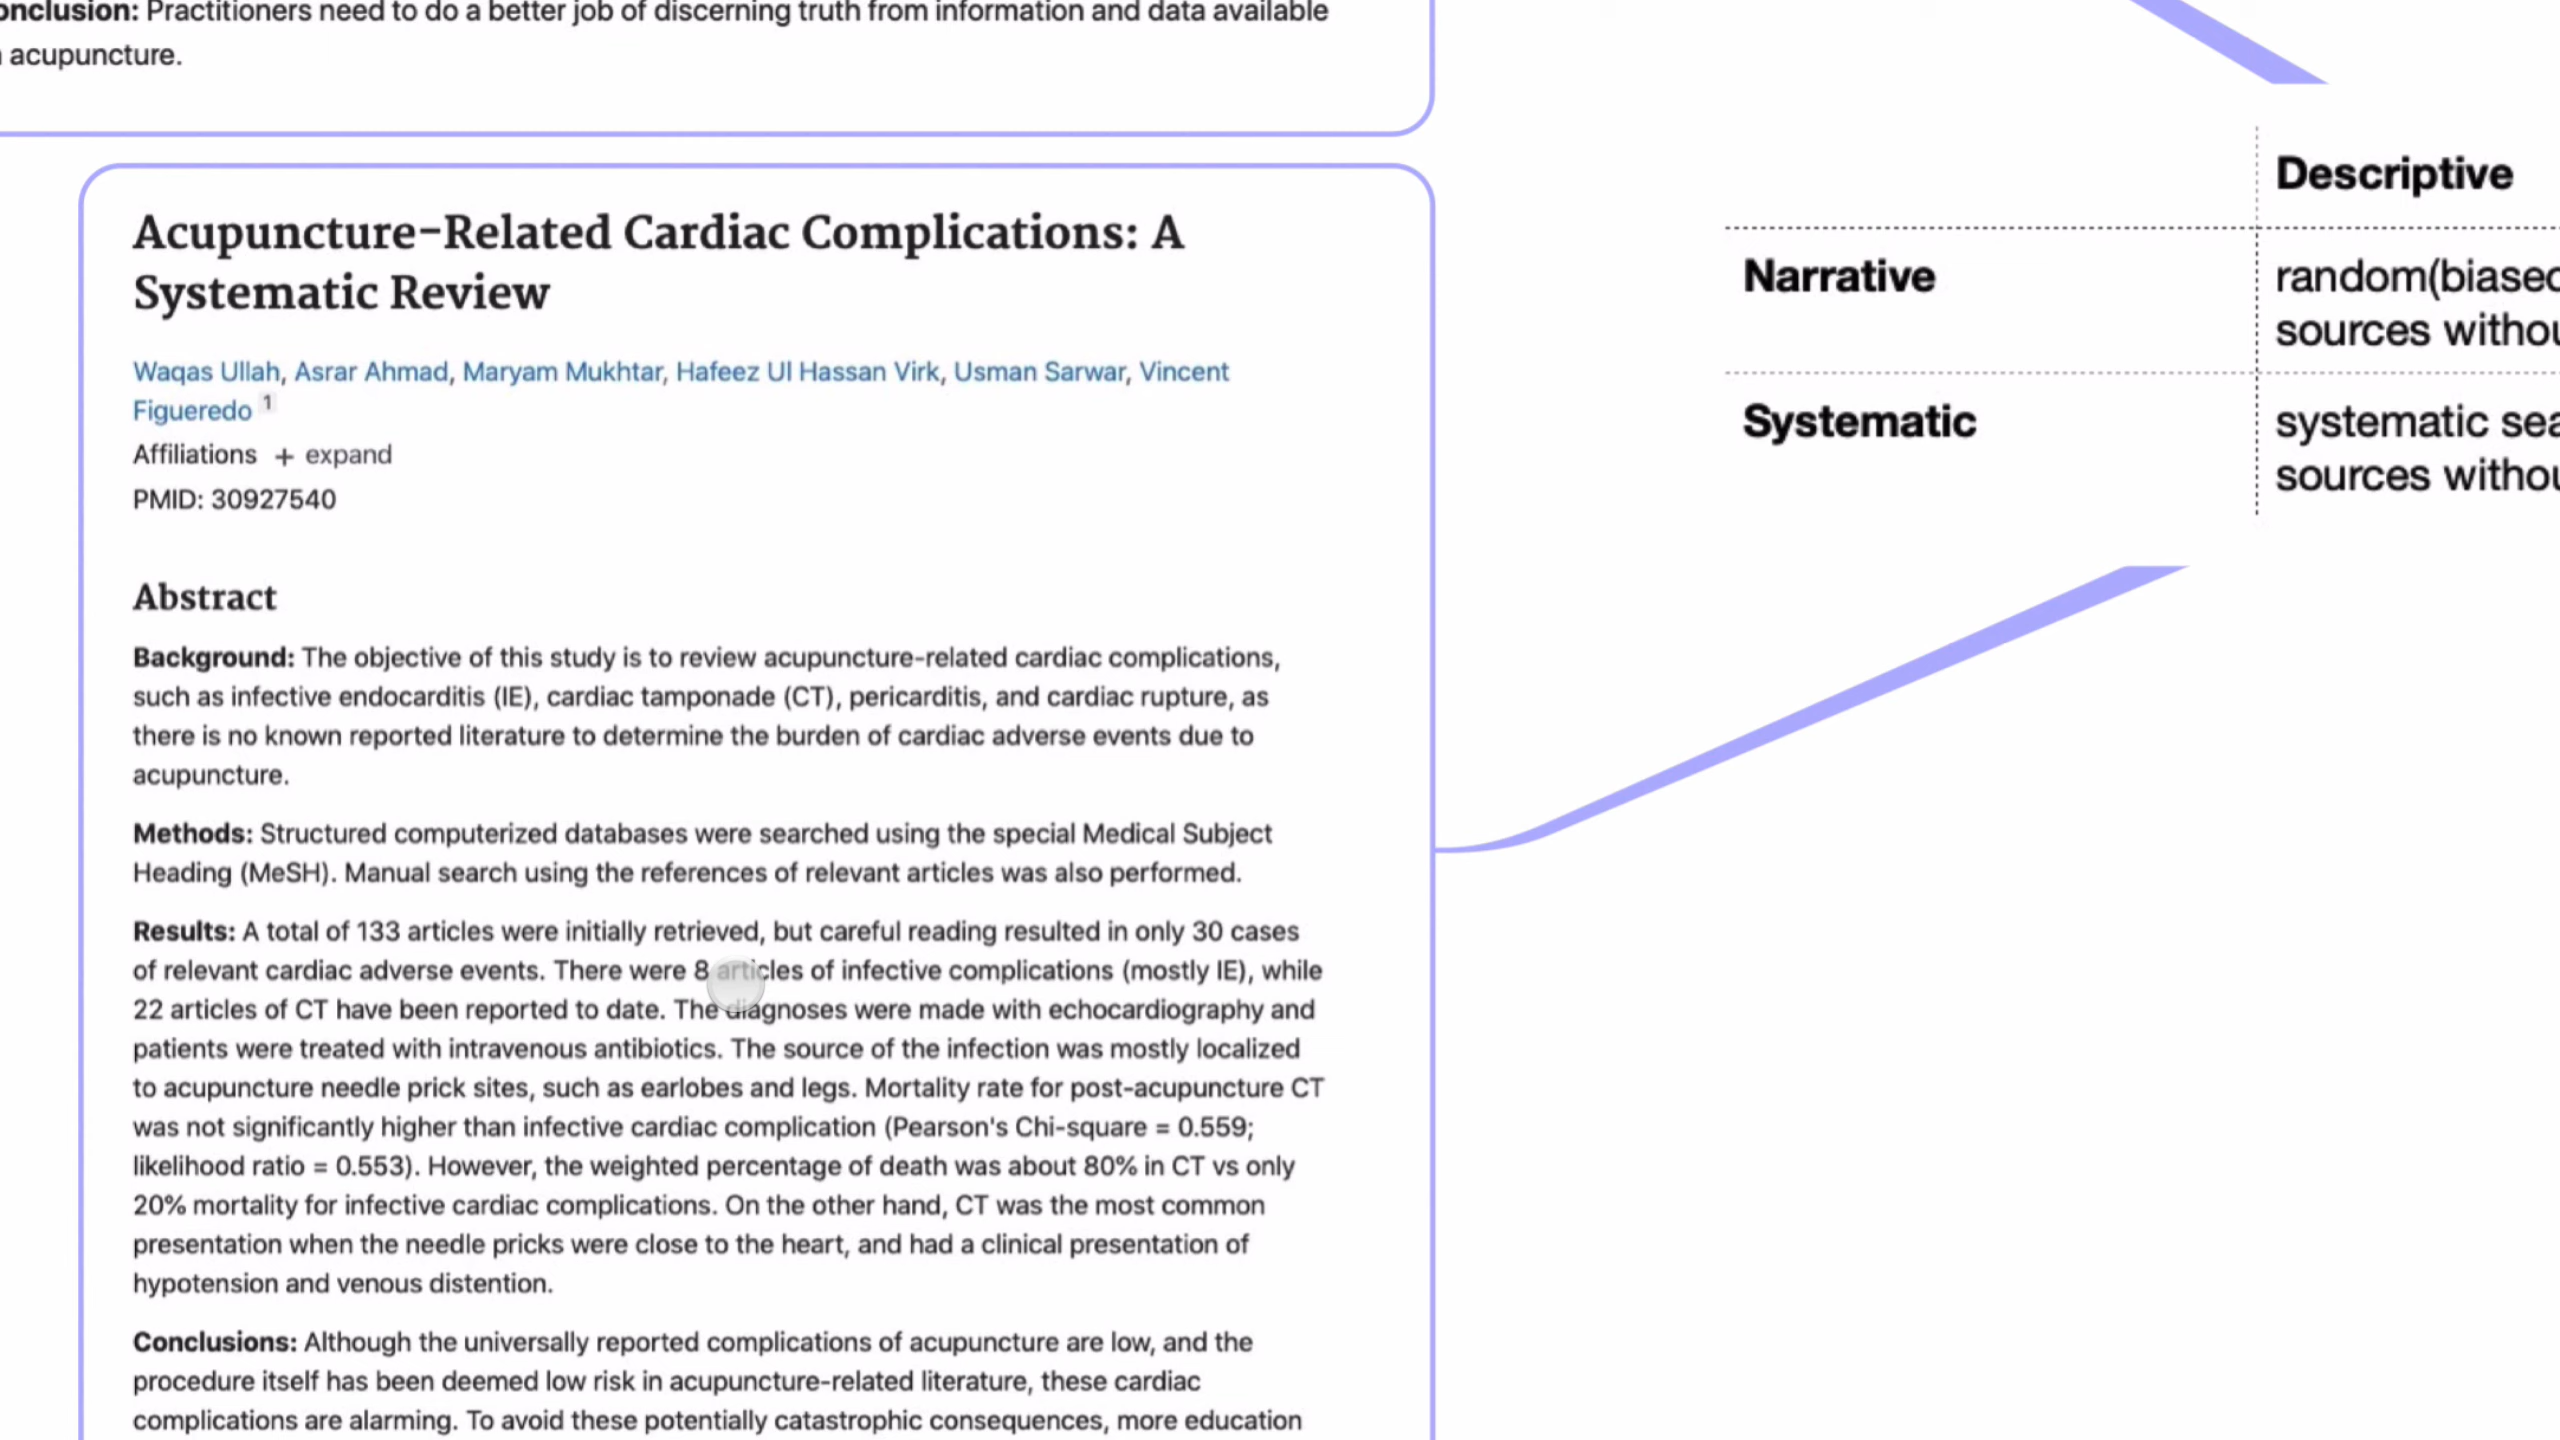 onclusion: Practitioners need to do a better job of discerning truth from information and data available
acupuncture.
Acupuncture-Related Cardiac Complications: A
Systematic Review
Waqas Ullah, Asrar Ahmad, Maryam Mukhtar, Hafeez Ul Hassan Virk, Usman Sarwar, Vincent
Figueredo 1
Affiliations + expand
PMID: 30927540
Abstract
Background: The objective of this study is to review acupuncture-related cardiac complications,
such as infective endocarditis (IE), cardiac tamponade (CT), pericarditis, and cardiac rupture, as
there is no known reported literature to determine the burden of cardiac adverse events due to
acupuncture.
Methods: Structured computerized databases were searched using the special Medical Subject
Heading (MeSH). Manual search using the references of relevant articles was also performed.
Results: A total of 133 articles were initially retrieved, but careful reading resulted in only 30 cases
of relevant cardiac adverse events. There were 8 articles of infective complications (mostly IE), while
22 articles of CT have been reported to date. The diagnoses were made with echocardiography and
patients were treated with intravenous antibiotics. The source of the infection was mostly localized
to acupuncture needle prick sites, such as earlobes and legs. Mortality rate for post-acupuncture CT
was not significantly higher than infective cardiac complication (Pearson's Chi-square = 0.559;
likelihood ratio = 0.553). However, the weighted percentage of death was about 80% in CT vs only
20% mortality for infective cardiac complications. On the other hand, CT was the most common
presentation when the needle pricks were close to the heart, and had a clinical presentation of
hypotension and venous distention.
Conclusions: Although the universally reported complications of acupuncture are low, and the
procedure itself has been deemed low risk in acupuncture-related literature, these cardiac
complications are alarming. To avoid these potentially catastrophic consequences, more education
Descriptive
Narrative
random(biased
sources withou
Systematic
systematic sea
sources withou